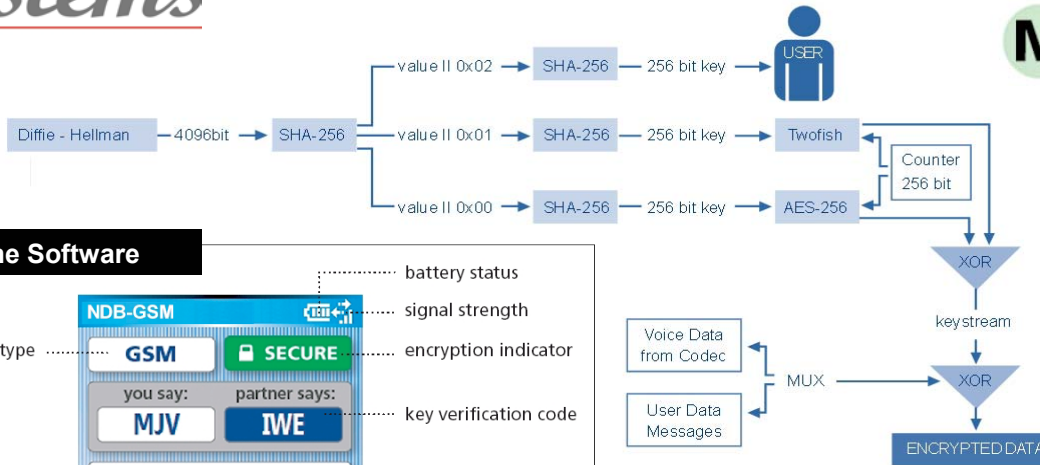 stems
M
USER
value II 0x02
SHA-256
256 bit key
Diffie - Hellman
4096bit
SHA-256
value II 0x01
SHA-256
256 bit key
Twofish
Counter
256 bit
value II 0x00
SHA-256
256 bit key
AES-256
XOR
keystream
XOR
ENCRYPTED DATA
Voice Data
from Codec
MUX
User Data
Messages
ne Software
battery status
NDB-GSM
signal strength
type
GSM
SECURE
encryption indicator
you say:
partner says:
MJV
IWE
key verification code